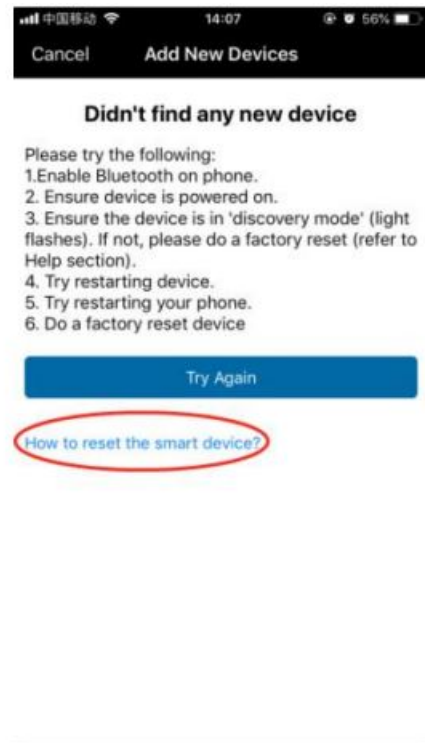 中国移动 14:07 56%
Cancel Add New Devices
Didn't find any new device
Please try the following:
1.Enable Bluetooth on phone.
2. Ensure device is powered on.
3. Ensure the device is in 'discovery mode' (light
flashes). If not, please do a factory reset (refer to
Help section).
4. Try restarting device.
5. Try restarting your phone.
6. Do a factory reset device
Try Again
How to reset the smart device?